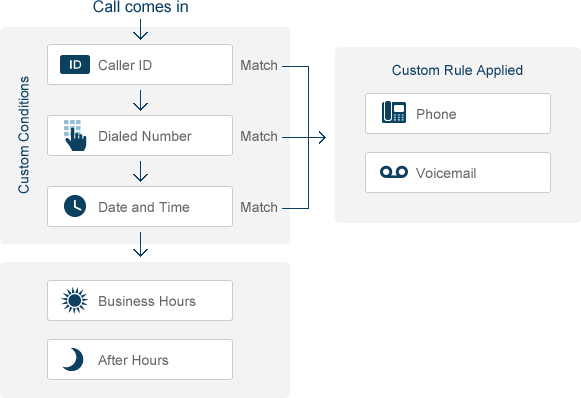 Call comes in
Custom Conditions
ID
Caller ID
Match
Dialed Number
Match
Date and Time
Match
Custom Rule Applied
Phone
Voicemail
Business Hours
After Hours